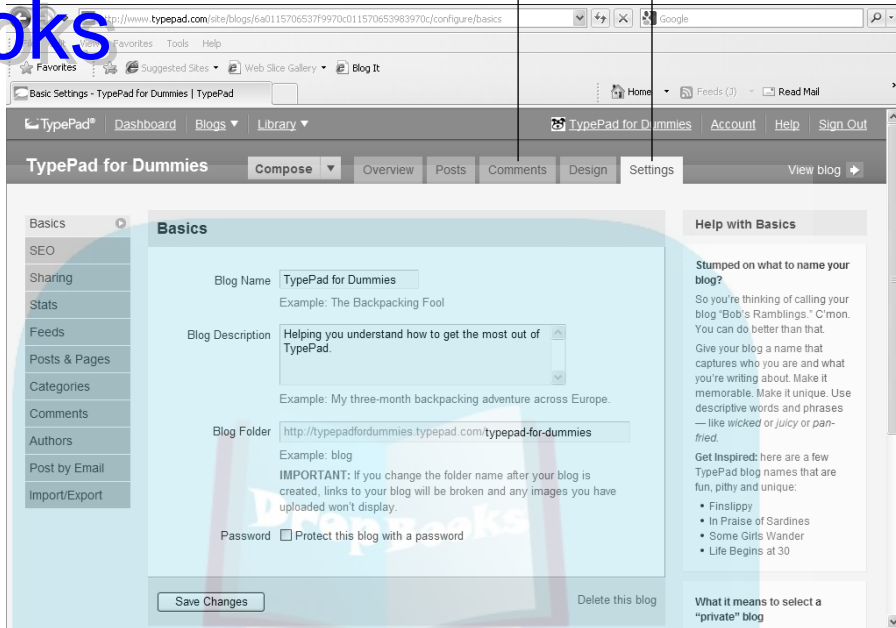 http://www.typepad.com/site/blogs/6a0115706537f9970c011570653983970c/configure/basics
Google
oks
View Favorites Tools Help
Favorites Suggested Sites Web Slice Gallery Blog It
Basic Settings - TypePad for Dummies | TypePad
Home Feeds (J) Read Mail
TypePad® Dashboard Blogs Library TypePad for Dummies Account Help Sign Out
TypePad for Dummies Compose Overview Posts Comments Design Settings View blog
Basics
SEO
Sharing
Stats
Feeds
Posts & Pages
Categories
Comments
Authors
Post by Email
Import/Export
Basics
Blog Name TypePad for Dummies
Example: The Backpacking Fool
Blog Description Helping you understand how to get the most out of
TypePad.
Example: My three-month backpacking adventure across Europe.
Blog Folder http://typepadfordummies.typepad.com/typepad-for-dummies
Example: blog
IMPORTANT: If you change the folder name after your blog is
created, links to your blog will be broken and any images you have
uploaded won't display.
DropBooks
Password Protect this blog with a password
Save Changes Delete this blog
Help with Basics
Stumped on what to name your
blog?
So you're thinking of calling your
blog "Bob's Ramblings." C'mon.
You can do better than that.
Give your blog a name that
captures who you are and what
you're writing about. Make it
memorable. Make it unique. Use
descriptive words and phrases
— like wicked or juicy or pan-
fried.
Get Inspired: here are a few
TypePad blog names that are
fun, pithy and unique:
• Finslippy
• In Praise of Sardines
• Some Girls Wander
• Life Begins at 30
What it means to select a
"private" blog